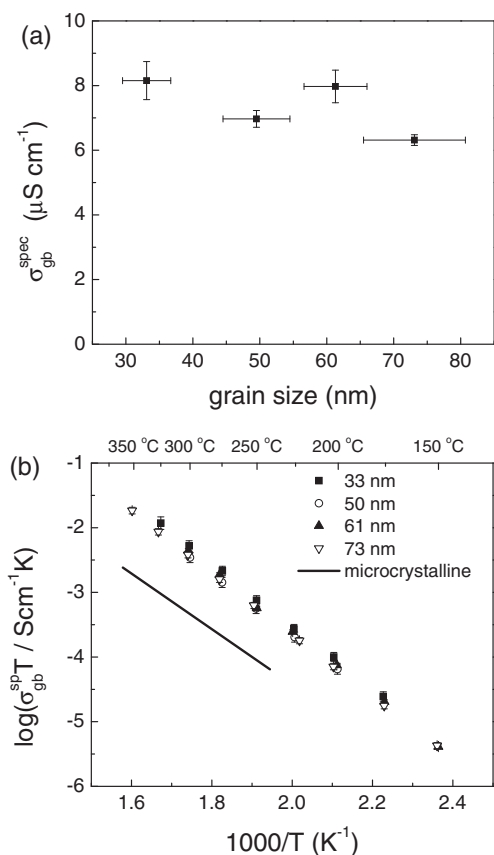 (a)
10
8
6
4
2
0
σ_gb^spec (μS cm⁻¹)
30 40 50 60 70 80
grain size (nm)
350 °C 300 °C 250 °C 200 °C 150 °C
(b)
-1
-2
-3
-4
-5
-6
33 nm
50 nm
61 nm
73 nm
microcrystalline
log(σ_gb^sp T / Scm⁻¹K)
1.6 1.8 2.0 2.2 2.4
1000/T (K⁻¹)